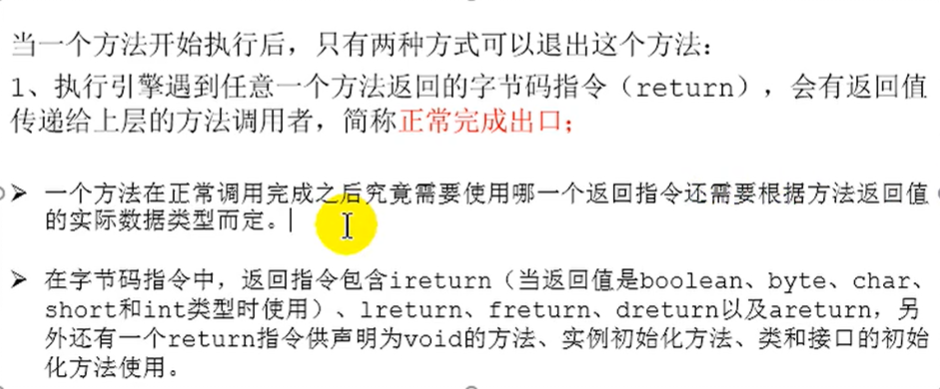 当一个方法开始执行后，只有两种方式可以退出这个方法：
1、执行引擎遇到任意一个方法返回的字节码指令（return），会有返回值
传递给上层的方法调用者，简称正常完成出口；
➢ 一个方法在正常调用完成之后究竟需要使用哪一个返回指令还需要根据方法返回值
的实际数据类型而定。
➢ 在字节码指令中，返回指令包含ireturn（当返回值是boolean、byte、char、
short和int类型时使用）、lreturn、freturn、dreturn以及areturn，另
外还有一个return指令供声明为void的方法、实例初始化方法、类和接口的初始
化方法使用。